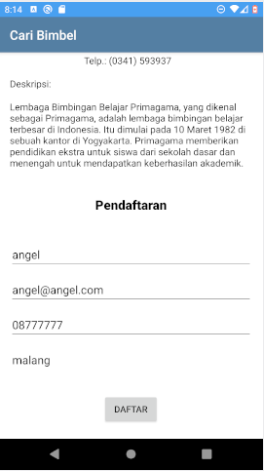 8:14
Cari Bimbel
Telp.: (0341) 593937
Deskripsi:
Lembaga Bimbingan Belajar Primagama, yang dikenal
sebagai Primagama, adalah lembaga bimbingan belajar
terbesar di Indonesia. Itu dimulai pada 10 Maret 1982 di
sebuah kantor di Yogyakarta. Primagama memberikan
pendidikan ekstra untuk siswa dari sekolah dasar dan
menengah untuk mendapatkan keberhasilan akademik.
Pendaftaran
angel
angel@angel.com
08777777
malang
DAFTAR